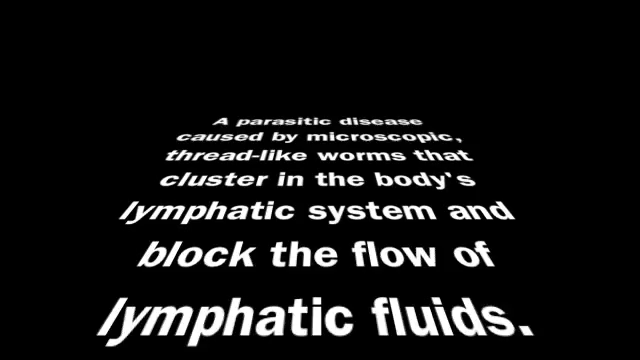 A parasitic disease
caused by microscopic,
thread-like worms that
cluster in the body's
lymphatic system and
block the flow of
lymphatic fluids.